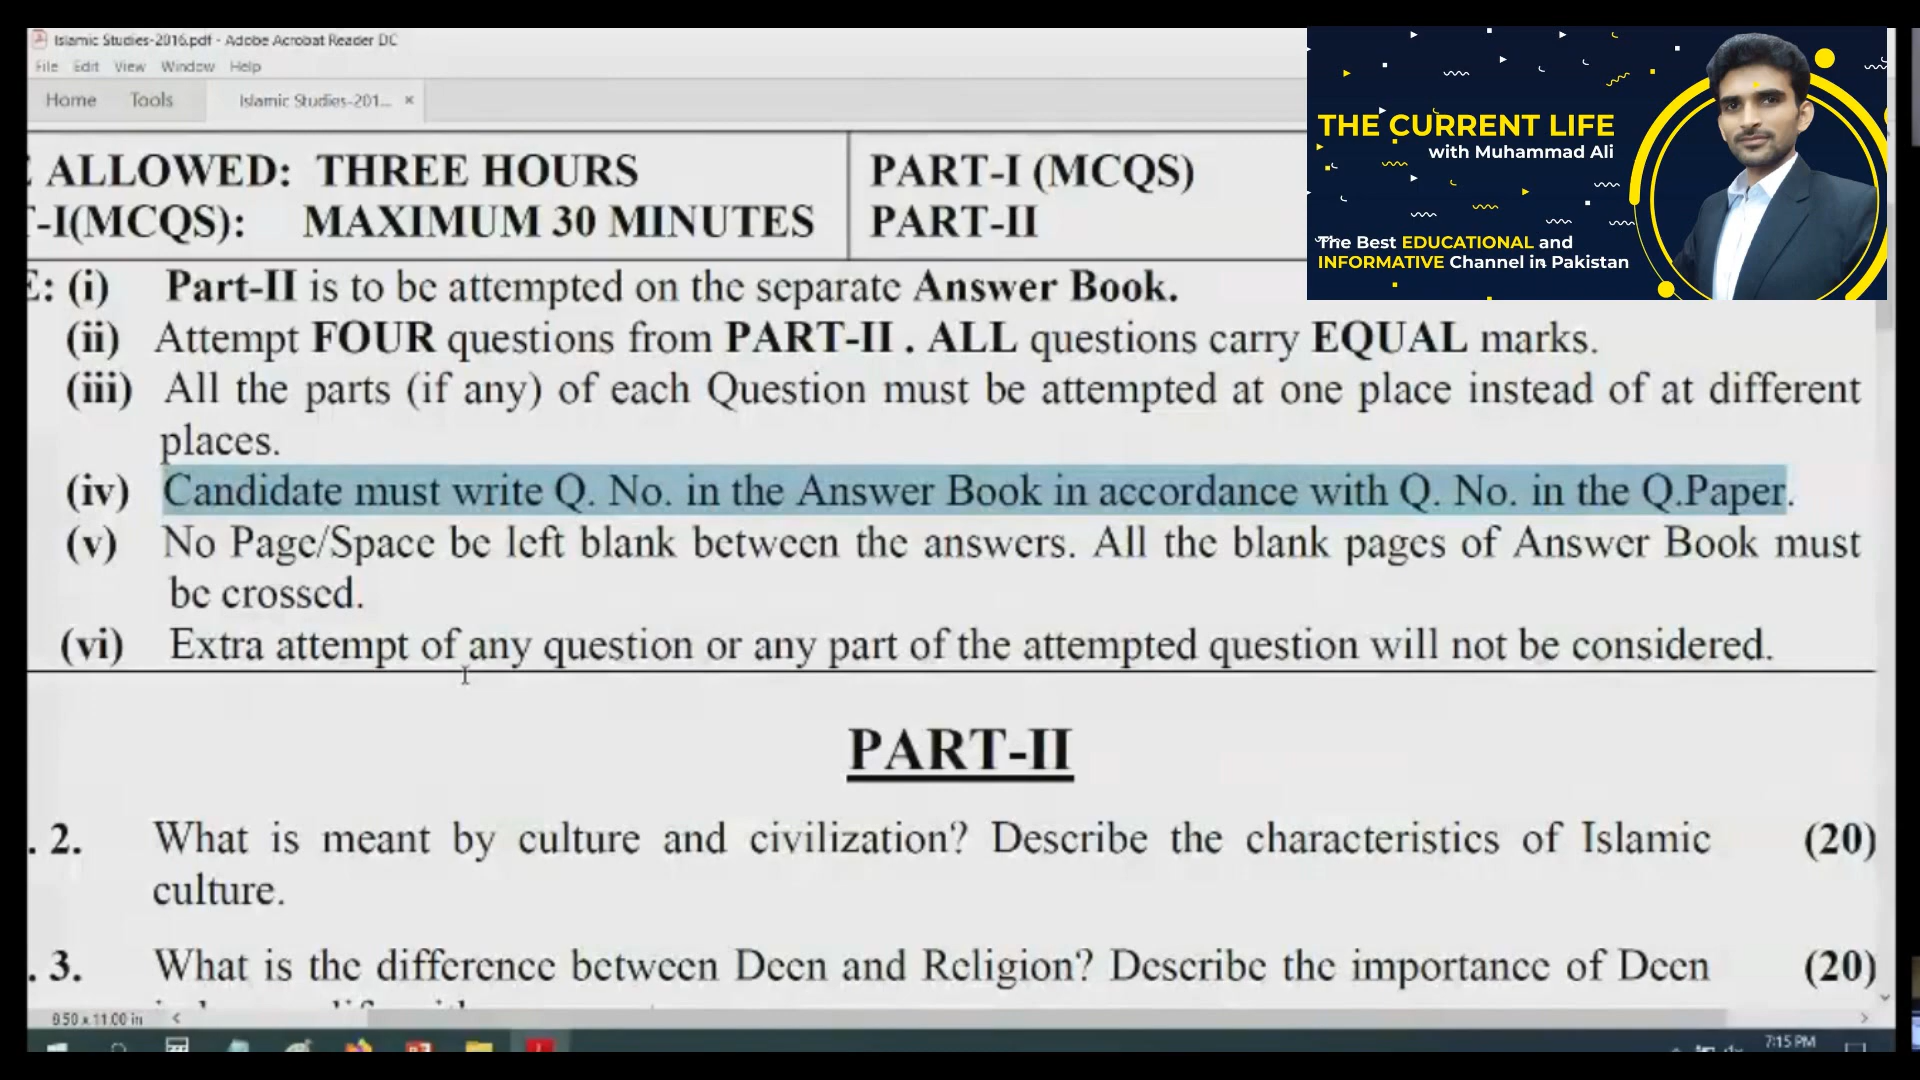 Islamic Studies-2016.pdf - Adobe Acrobat Reader DC
File Edit View Window Help
Home Tools Islamic Studies-201... ×
ALLOWED: THREE HOURS
-I(MCQS): MAXIMUM 30 MINUTES
PART-I (MCQS)
PART-II
THE CURRENT LIFE
with Muhammad Ali
The Best EDUCATIONAL and
INFORMATIVE Channel in Pakistan
E: (i) Part-II is to be attempted on the separate Answer Book.
(ii) Attempt FOUR questions from PART-II . ALL questions carry EQUAL marks.
(iii) All the parts (if any) of each Question must be attempted at one place instead of at different
places.
(iv) Candidate must write Q. No. in the Answer Book in accordance with Q. No. in the Q.Paper.
(v) No Page/Space be left blank between the answers. All the blank pages of Answer Book must
be crossed.
(vi) Extra attempt of any question or any part of the attempted question will not be considered.
PART-II
. 2. What is meant by culture and civilization? Describe the characteristics of Islamic (20)
culture.
. 3. What is the difference between Deen and Religion? Describe the importance of Deen (20)
8.50 x 11.00 in
7:15 PM